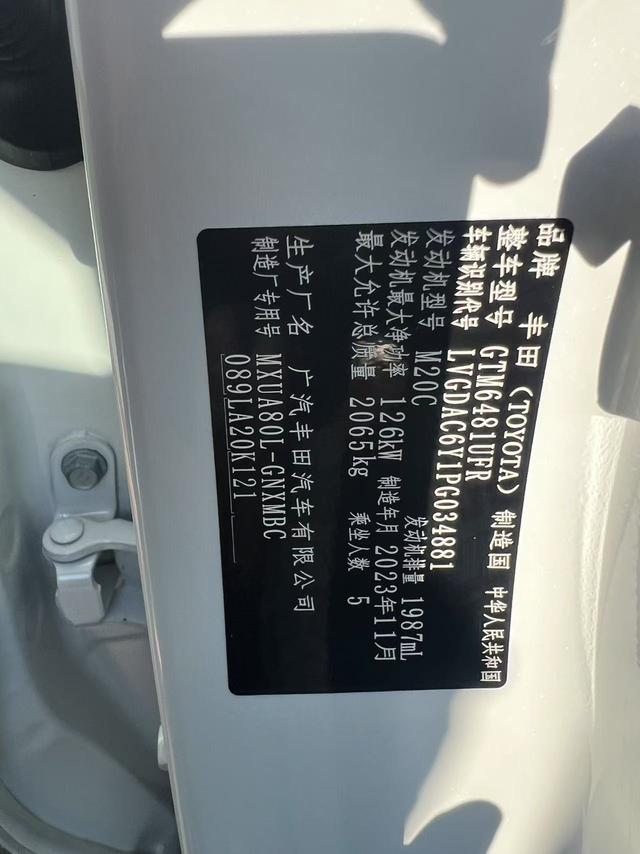 品牌 丰田（TOYOTA） 制造国 中华人民共和国
整车型号 GTM6481UFR
车辆识别代号 LVGDAC6Y1PG034881
发动机型号 M20C 发动机排量 1987mL
发动机最大净功率 126kW 制造年月 2023年11月
最大允许总质量 2065kg 乘坐人数 5
生产厂名 广汽丰田汽车有限公司
制造厂专用号 MXUA80L-GNXMBC
089LA20K121